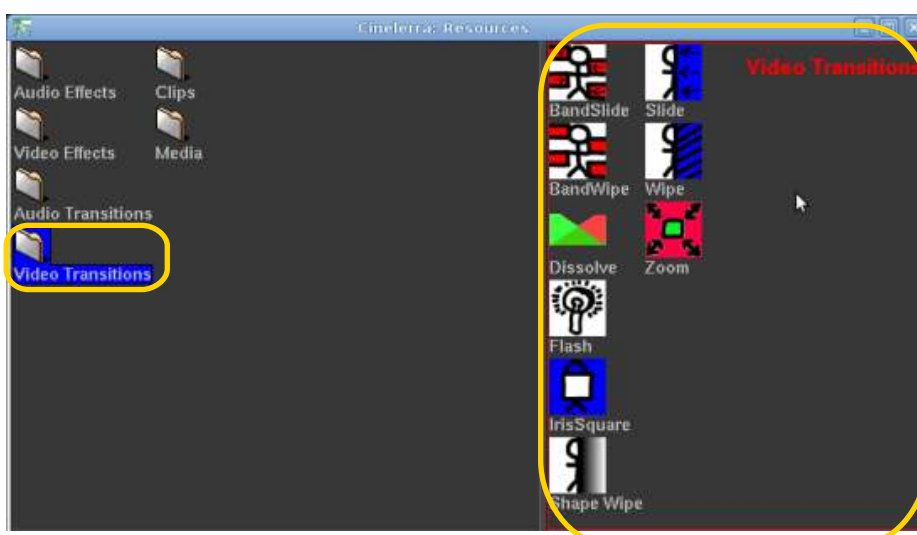 Cinelerra: Resources
Audio Effects
Clips
Video Effects
Media
Audio Transitions
Video Transitions
Video Transitions
BandSlide
Slide
BandWipe
Wipe
Dissolve
Zoom
Flash
IrisSquare
Shape Wipe